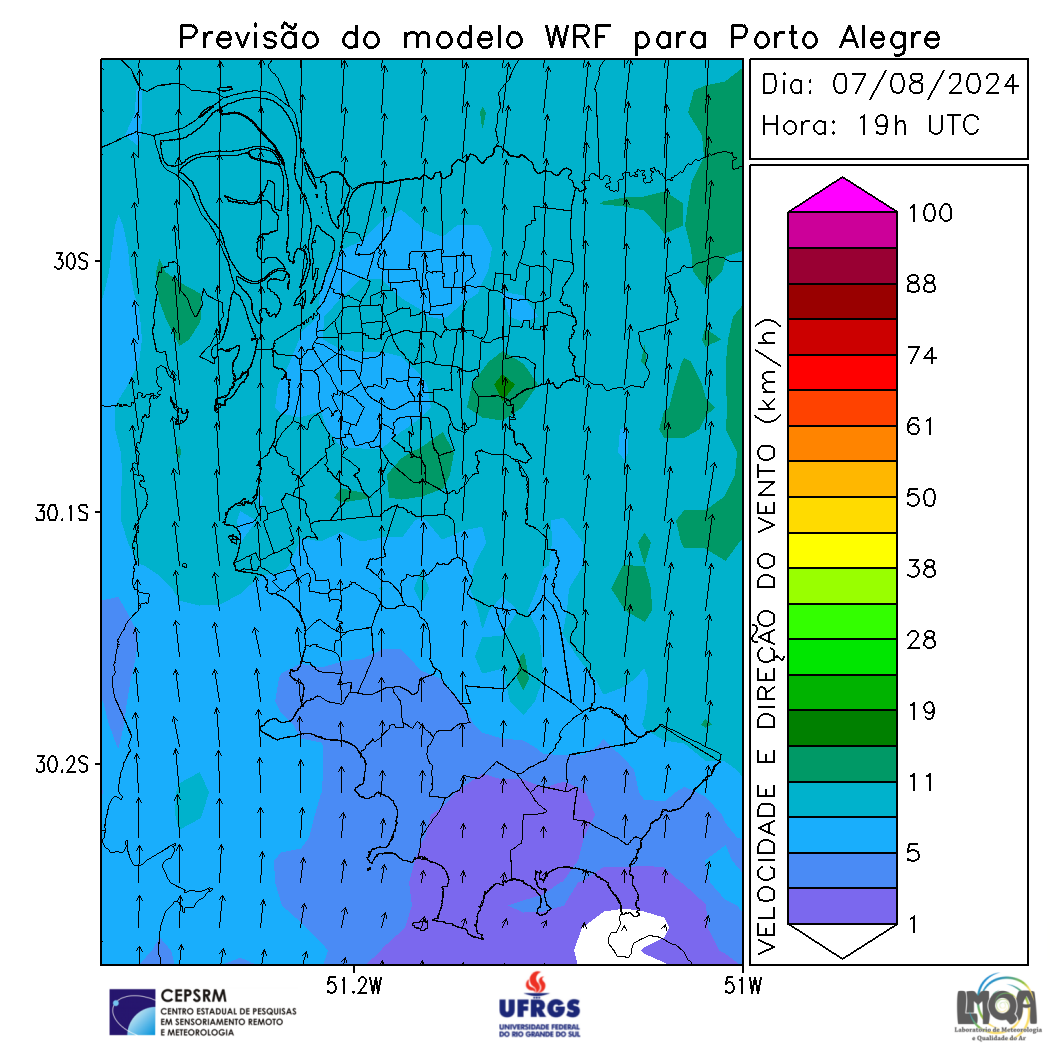 Previsão do modelo WRF para Porto Alegre
Dia: 07/08/2024
Hora: 19h UTC
100
88
74
61
50
38
28
19
11
5
1
VELOCIDADE E DIREÇÃO DO VENTO (km/h)
30S
30.1S
30.2S
51.2W
51W
CEPSRM
CENTRO ESTADUAL DE PESQUISAS
EM SENSORIAMENTO REMOTO
E METEOROLOGIA
UFRGS
UNIVERSIDADE FEDERAL
DO RIO GRANDE DO SUL
LMQA
Laboratório de Meteorologia
e Qualidade do Ar